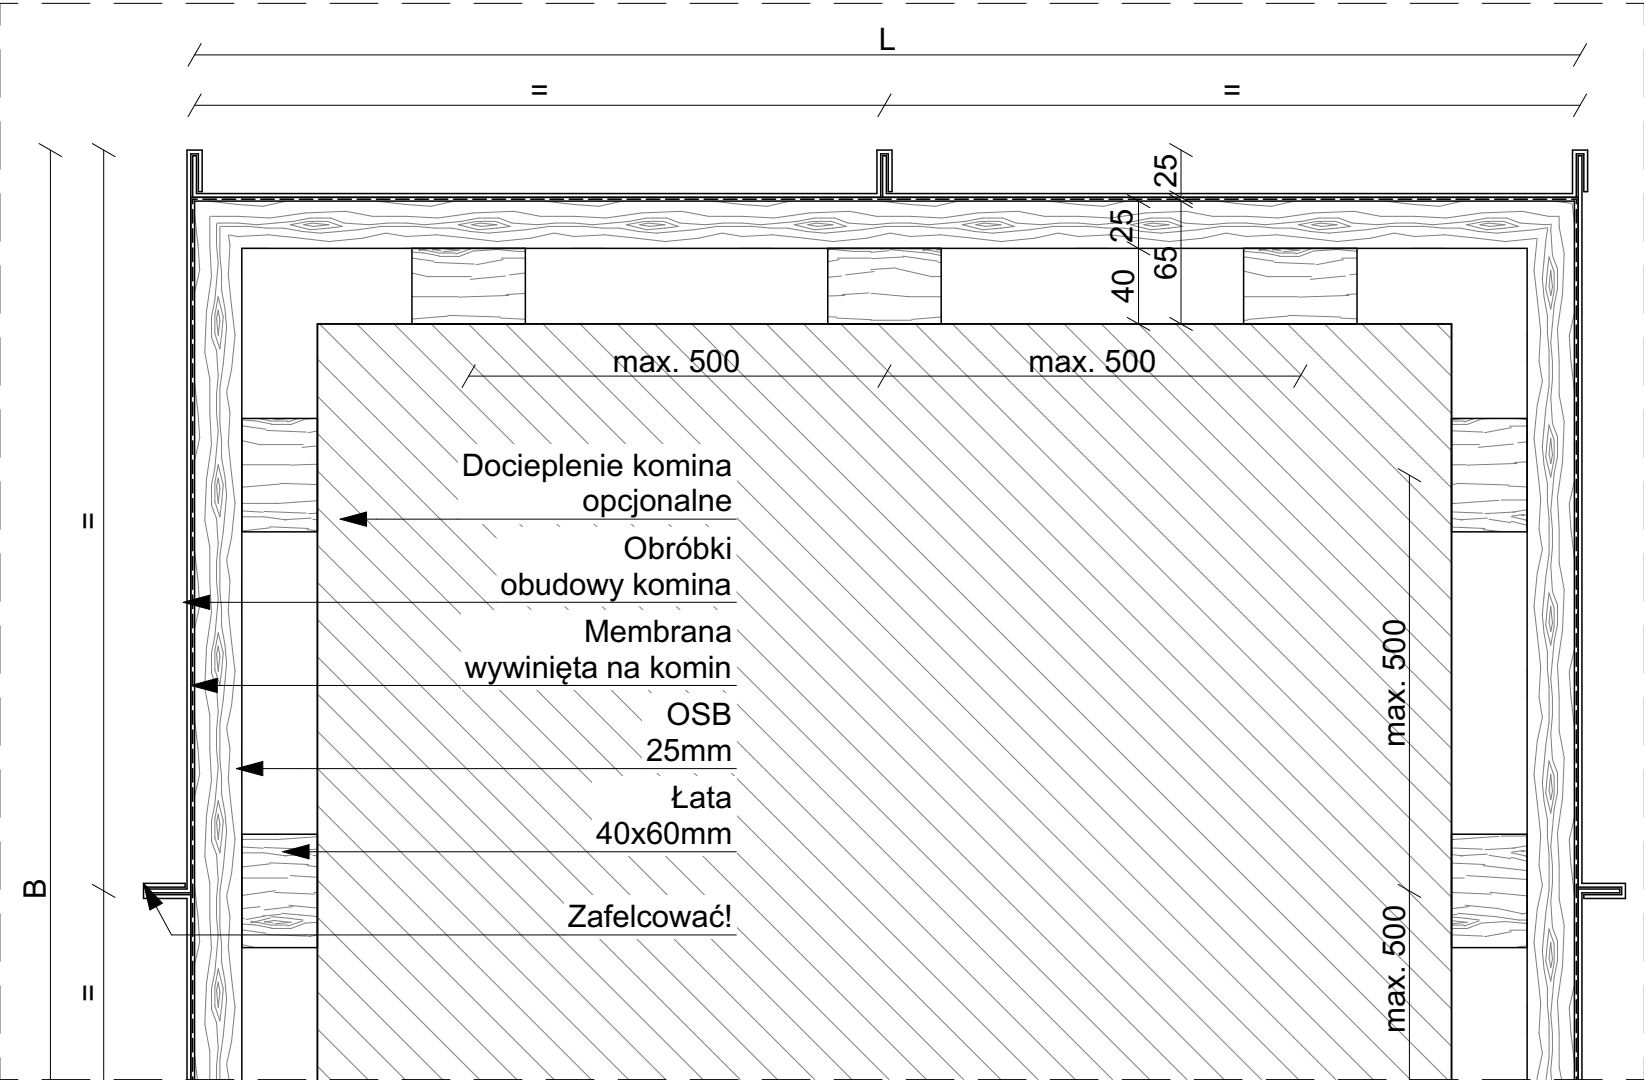 L
=
=
25
25
65
40
max. 500
max. 500
Docieplenie komina
opcjonalne
Obróbki
obudowy komina
Membrana
wywinięta na komin
OSB
25mm
Łata
40x60mm
Zafelcować!
=
B
=
max. 500
max. 500